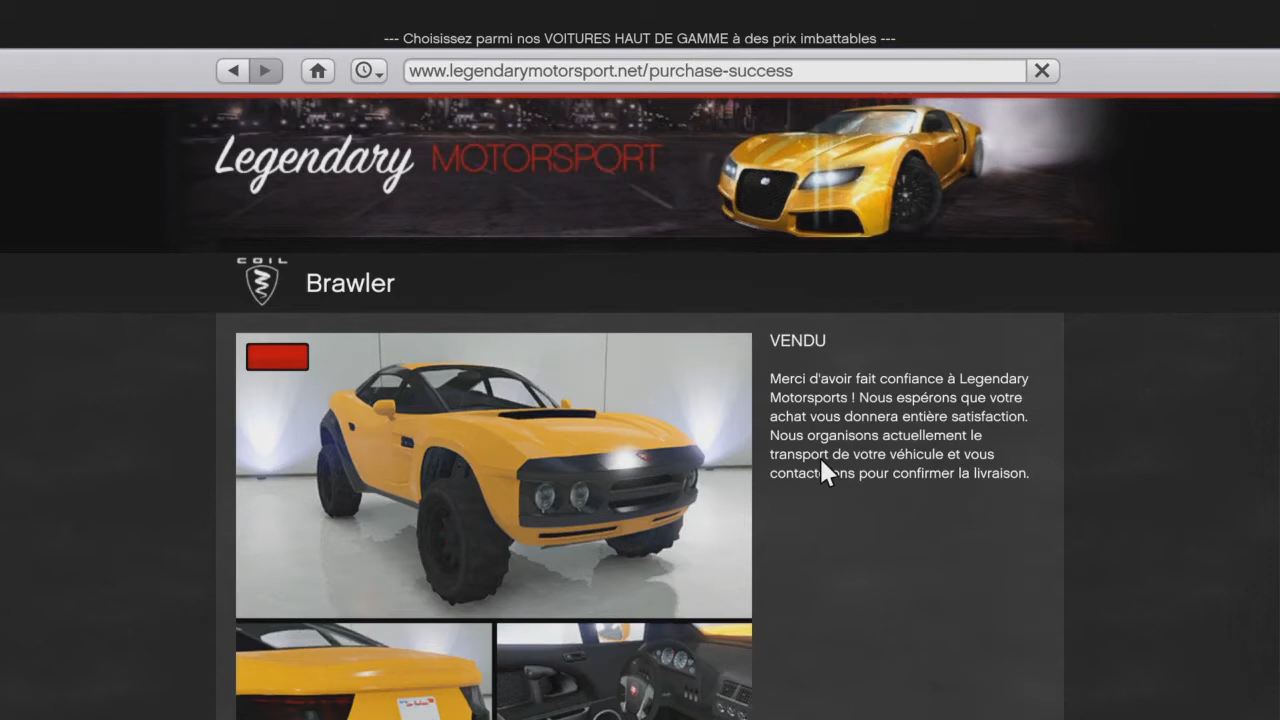 --- Choisissez parmi nos VOITURES HAUT DE GAMME à des prix imbattables ---
www.legendarymotorsport.net/purchase-success
Legendary MOTORSPORT
COIL
Brawler
VENDU
Merci d'avoir fait confiance à Legendary
Motorsports ! Nous espérons que votre
achat vous donnera entière satisfaction.
Nous organisons actuellement le
transport de votre véhicule et vous
pour confirmer la livraison.